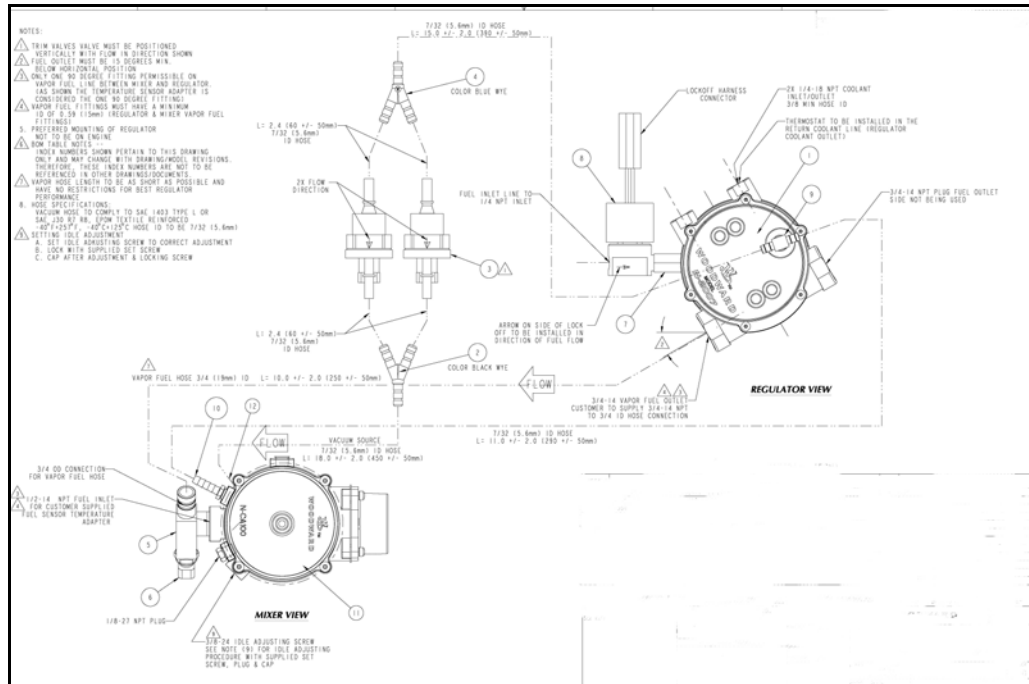 NOTES:
1 TRIM VALVES VALVE MUST BE POSITIONED
VERTICALLY WITH FLOW IN DIRECTION SHOWN
2 FUEL OUTLET MUST BE 15 DEGREES MIN.
BELOW HORIZONTAL POSITION
3 ONLY ONE 90 DEGREE FITTING PERMISSIBLE ON
VAPOR FUEL LINE BETWEEN MIXER AND REGULATOR.
(AS SHOWN THE TEMPERATURE SENSOR ADAPTER IS
CONSIDERED THE ONE 90 DEGREE FITTING)
4 VAPOR FUEL FITTINGS MUST HAVE A MINIMUM
ID OF 0.59 (15mm) (REGULATOR & MIXER VAPOR FUEL
FITTINGS)
5. PREFERRED MOUNTING OF REGULATOR
NOT TO BE ON ENGINE
6 BOM TABLE NOTES --
INDEX NUMBERS SHOWN PERTAIN TO THIS DRAWING
ONLY AND MAY CHANGE WITH DRAWING/MODEL REVISIONS.
THEREFORE, THESE INDEX NUMBERS ARE NOT TO BE
REFERENCED IN OTHER DRAWINGS/DOCUMENTS.
7 VAPOR HOSE LENGTH TO BE AS SHORT AS POSSIBLE AND
HAVE NO RESTRICTIONS FOR BEST REGULATOR
PERFORMANCE
8. HOSE SPECIFICATIONS:
VACUUM HOSE TO COMPLY TO SAE 1403 TYPE L OR
SAE J30 R7 R8, EPDM TEXTILE REINFORCED
-40°F+257°F, -40°C+125°C HOSE ID TO BE 7/32 (5.6mm)
9 SETTING IDLE ADJUSTMENT
A. SET IDLE ADKUSTING SCREW TO CORRECT ADJUSTMENT
B. LOCK WITH SUPPLIED SET SCREW
C. CAP AFTER ADJUSTMENT & LOCKING SCREW
7/32 (5.6mm) ID HOSE
L= 15.0 +/- 2.0 (380 +/- 50mm)
4
COLOR BLUE WYE
L= 2.4 (60 +/- 50mm)
7/32 (5.6mm)
ID HOSE
2X FLOW
DIRECTION
3
1
L= 2.4 (60 +/- 50mm)
7/32 (5.6mm)
ID HOSE
2
COLOR BLACK WYE
LOCKOFF HARNESS
CONNECTOR
8
FUEL INLET LINE TO
1/4 NPT INLET
ARROW ON SIDE OF LOCK
OFF TO BE INSTALLED IN
DIRECTION OF FUEL FLOW
7
2X 1/4-18 NPT COOLANT
INLET/OUTLET
3/8 MIN HOSE ID
THERMOSTAT TO BE INSTALLED IN THE
RETURN COOLANT LINE (REGULATOR
COOLANT OUTLET)
1
9
3/4-14 NPT PLUG FUEL OUTLET
SIDE NOT BEING USED
WOODWARD
2
REGULATOR VIEW
7
VAPOR FUEL HOSE 3/4 (19mm) ID L= 10.0 +/- 2.0 (250 +/- 50mm)
FLOW
3/4-14 VAPOR FUEL OUTLET
CUSTOMER TO SUPPLY 3/4-14 NPT
TO 3/4 ID HOSE CONNECTION
7/32 (5.6mm) ID HOSE
L= 11.0 +/- 2.0 (290 +/- 50mm)
10
12
FLOW
VACUUM SOURCE
7/32 (5.6mm) ID HOSE
L= 18.0 +/- 2.0 (450 +/- 50mm)
3/4 OD CONNECTION
FOR VAPOR FUEL HOSE
1/2-14 NPT FUEL INLET
FOR CUSTOMER SUPPLIED
FUEL SENSOR TEMPERATURE
ADAPTER
5
6
N-CA100
WOODWARD
1/8-27 NPT PLUG
MIXER VIEW
11
3/8-24 IDLE ADJUSTING SCREW
SEE NOTE (9) FOR IDLE ADJUSTING
PROCEDURE WITH SUPPLIED SET
SCREW, PLUG & CAP